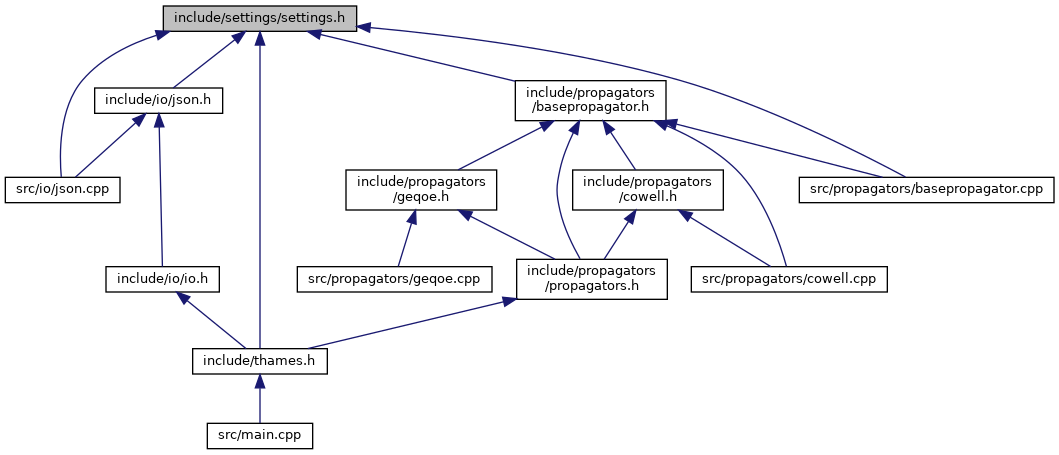 include/settings/settings.h
include/io/json.h
include/propagators
/basepropagator.h
src/io/json.cpp
include/propagators
/geqoe.h
include/propagators
/cowell.h
src/propagators/basepropagator.cpp
include/io/io.h
src/propagators/geqoe.cpp
include/propagators
/propagators.h
src/propagators/cowell.cpp
include/thames.h
src/main.cpp